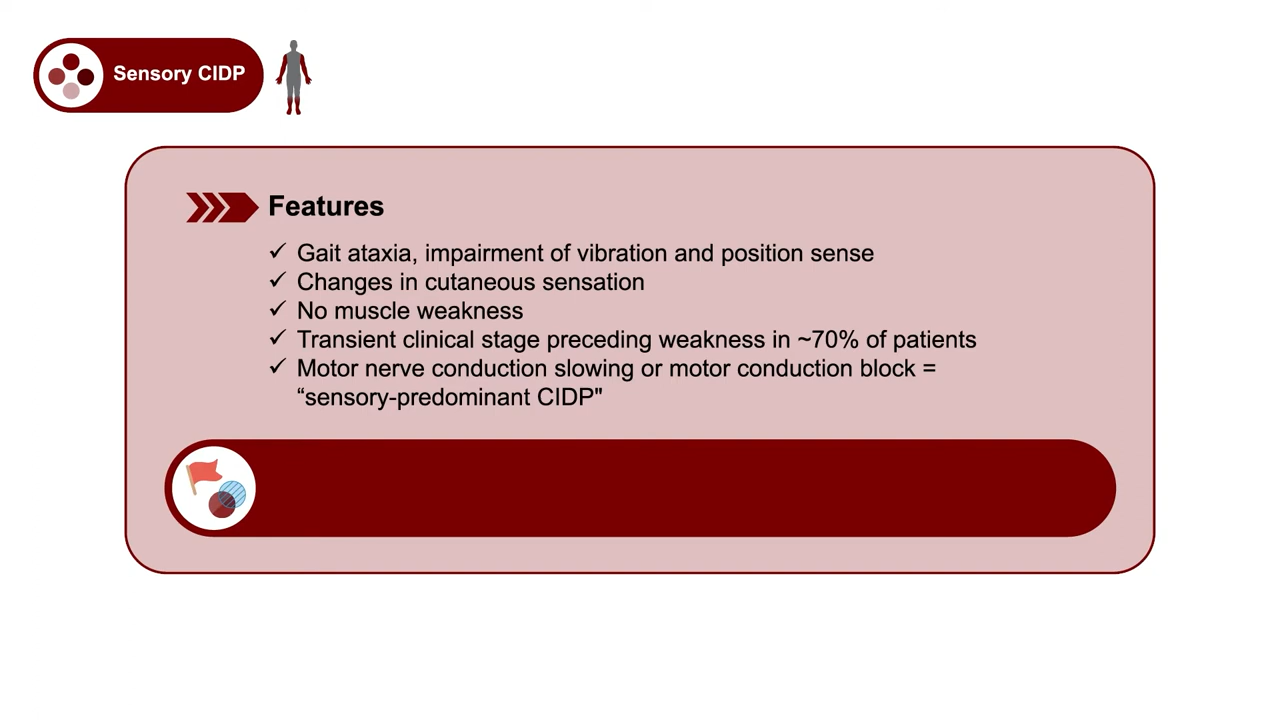 Sensory CIDP
Features
✓ Gait ataxia, impairment of vibration and position sense
✓ Changes in cutaneous sensation
✓ No muscle weakness
✓ Transient clinical stage preceding weakness in ~70% of patients
✓ Motor nerve conduction slowing or motor conduction block =
“sensory-predominant CIDP"